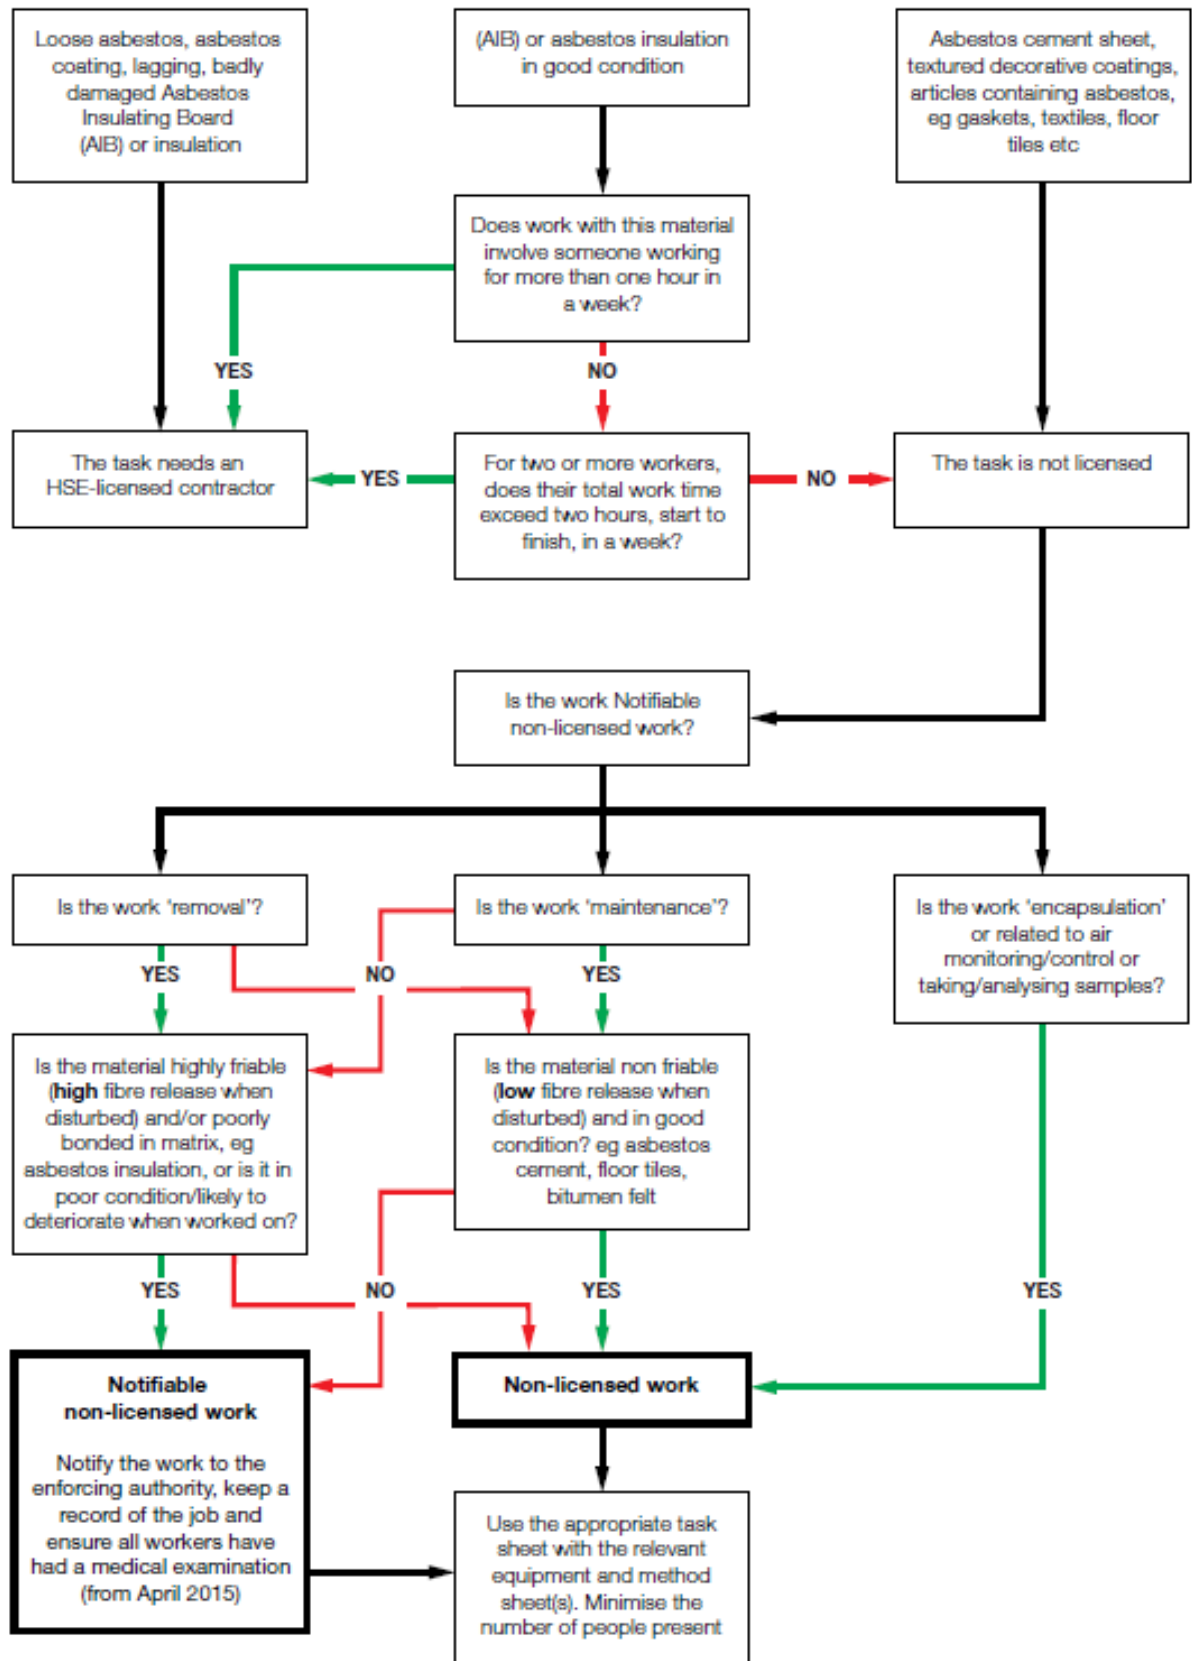 Loose asbestos, asbestos
coating, lagging, badly
damaged Asbestos
Insulating Board
(AIB) or insulation
(AIB) or asbestos insulation
in good condition
Asbestos cement sheet,
textured decorative coatings,
articles containing asbestos,
eg gaskets, textiles, floor
tiles etc
Does work with this material
involve someone working
for more than one hour in
a week?
YES
NO
The task needs an
HSE-licensed contractor
YES
For two or more workers,
does their total work time
exceed two hours, start to
finish, in a week?
NO
The task is not licensed
Is the work Notifiable
non-licensed work?
Is the work ‘removal’?
Is the work ‘maintenance’?
Is the work ‘encapsulation’
or related to air
monitoring/control or
taking/analysing samples?
YES
NO
YES
Is the material highly friable
(high fibre release when
disturbed) and/or poorly
bonded in matrix, eg
asbestos insulation, or is it in
poor condition/likely to
deteriorate when worked on?
Is the material non friable
(low fibre release when
disturbed) and in good
condition? eg asbestos
cement, floor tiles,
bitumen felt
YES
NO
YES
YES
Notifiable
non-licensed work
Notify the work to the
enforcing authority, keep a
record of the job and
ensure all workers have
had a medical examination
(from April 2015)
Non-licensed work
Use the appropriate task
sheet with the relevant
equipment and method
sheet(s). Minimise the
number of people present